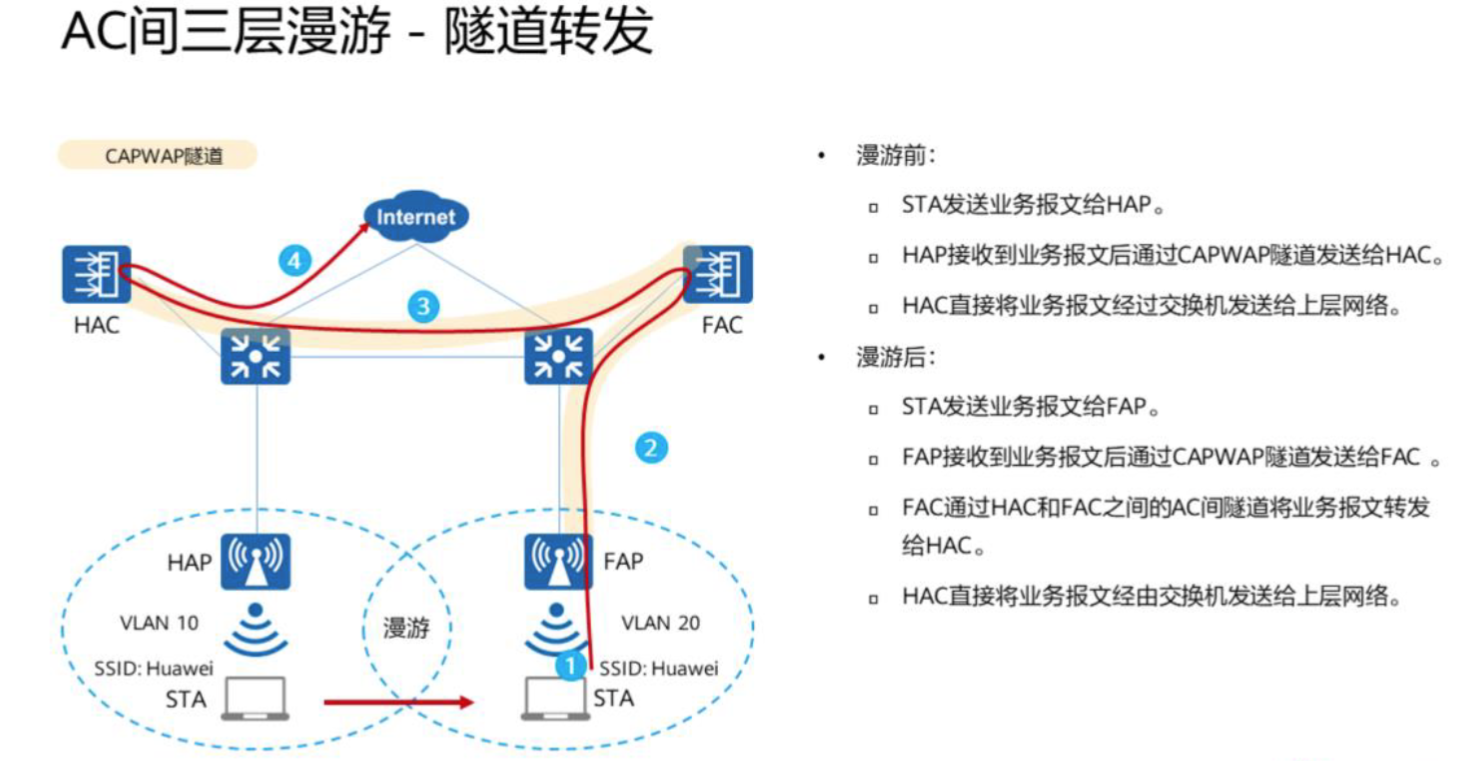 AC间三层漫游 - 隧道转发
CAPWAP隧道
Internet
4
3
HAC
FAC
2
HAP
FAP
VLAN 10
漫游
VLAN 20
SSID: Huawei
1
SSID: Huawei
STA
STA
• 漫游前：
▫ STA发送业务报文给HAP。
▫ HAP接收到业务报文后通过CAPWAP隧道发送给HAC。
▫ HAC直接将业务报文经过交换机发送给上层网络。
• 漫游后：
▫ STA发送业务报文给FAP。
▫ FAP接收到业务报文后通过CAPWAP隧道发送给FAC 。
▫ FAC通过HAC和FAC之间的AC间隧道将业务报文转发
给HAC。
▫ HAC直接将业务报文经由交换机发送给上层网络。